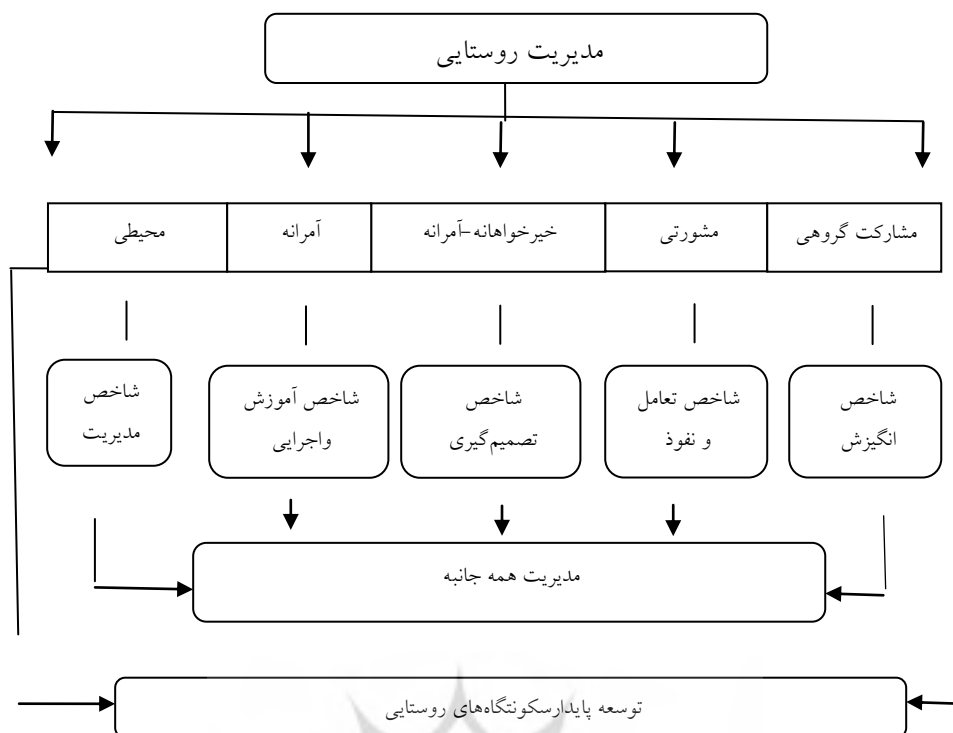 مدیریت روستایی
مشارکت گروهی
مشورتی
خیرخواهانه-آمرانه
آمرانه
محیطی
شاخص
انگیزش
شاخص تعامل
و نفوذ
شاخص
تصمیم‌گیری
شاخص آموزش
واجرایی
شاخص
مدیریت
مدیریت همه جانبه
توسعه پایدارسکونتگاه‌های روستایی